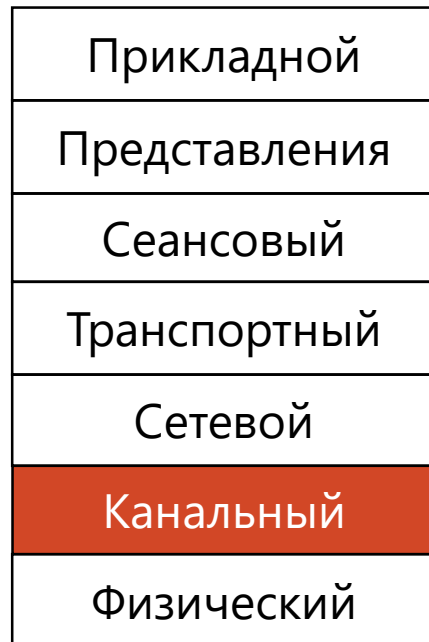 Прикладной
Представления
Сеансовый
Транспортный
Сетевой
Канальный
Физический